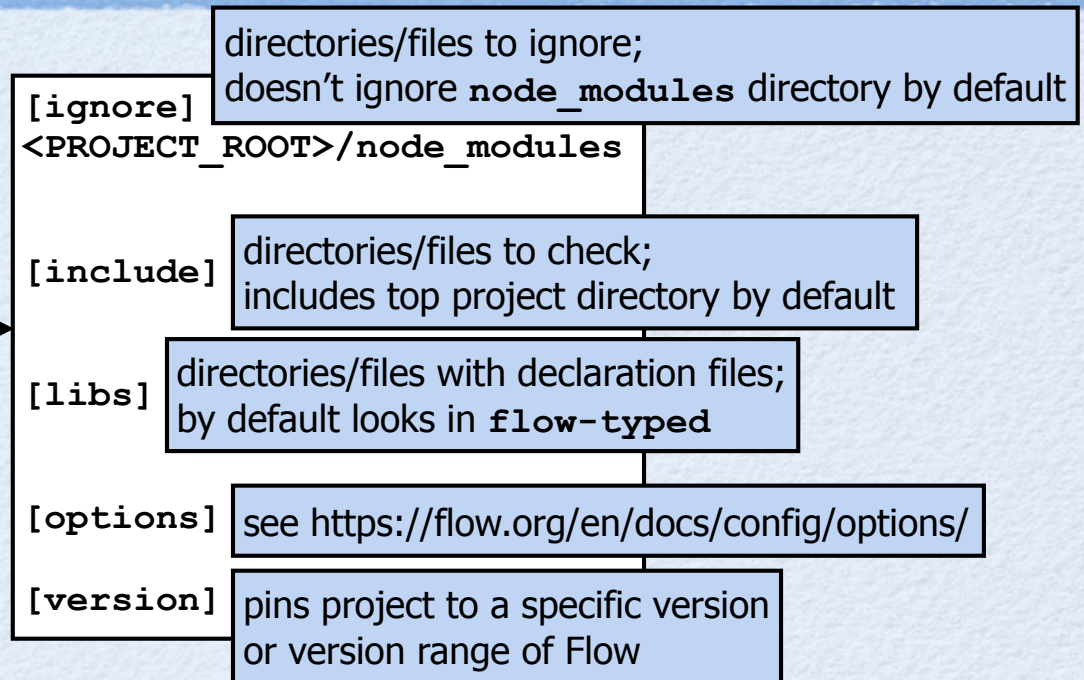 directories/files to ignore;
doesn’t ignore node_modules directory by default
[ignore]
<PROJECT_ROOT>/node_modules
[include]
directories/files to check;
includes top project directory by default
[libs]
directories/files with declaration files;
by default looks in flow-typed
[options]
see https://flow.org/en/docs/config/options/
[version]
pins project to a specific version
or version range of Flow